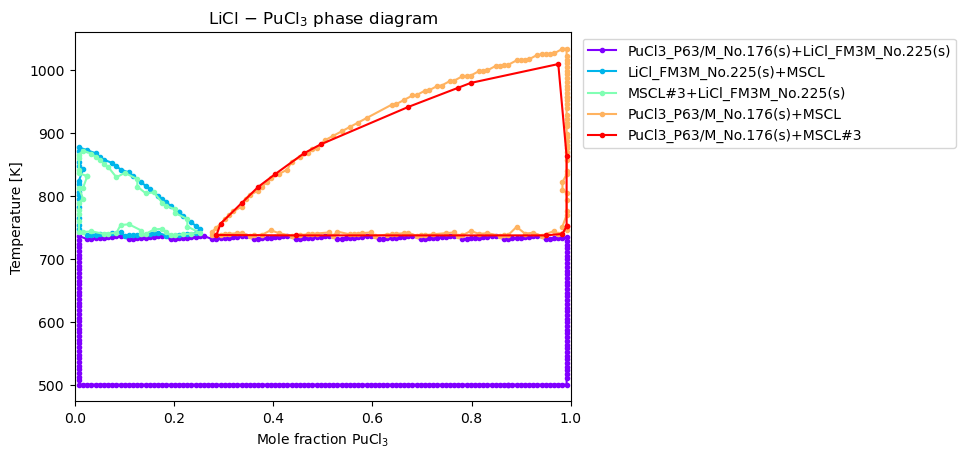 LiCl − PuCl₃ phase diagram
Temperature [K]
1000
900
800
700
600
500
0.0 0.2 0.4 0.6 0.8 1.0
Mole fraction PuCl₃
PuCl3_P63/M_No.176(s)+LiCl_FM3M_No.225(s)
LiCl_FM3M_No.225(s)+MSCL
MSCL#3+LiCl_FM3M_No.225(s)
PuCl3_P63/M_No.176(s)+MSCL
PuCl3_P63/M_No.176(s)+MSCL#3